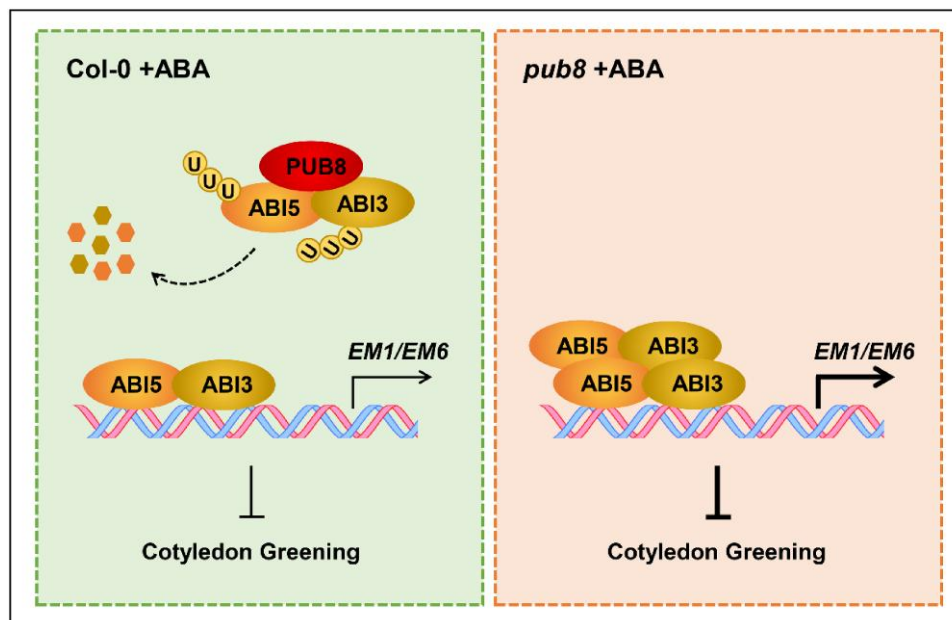 Col-0 +ABA
U
U
U
PUB8
ABI5
ABI3
U
U
U
ABI5
ABI3
EM1/EM6
Cotyledon Greening
pub8 +ABA
ABI5
ABI3
ABI5
ABI3
EM1/EM6
Cotyledon Greening